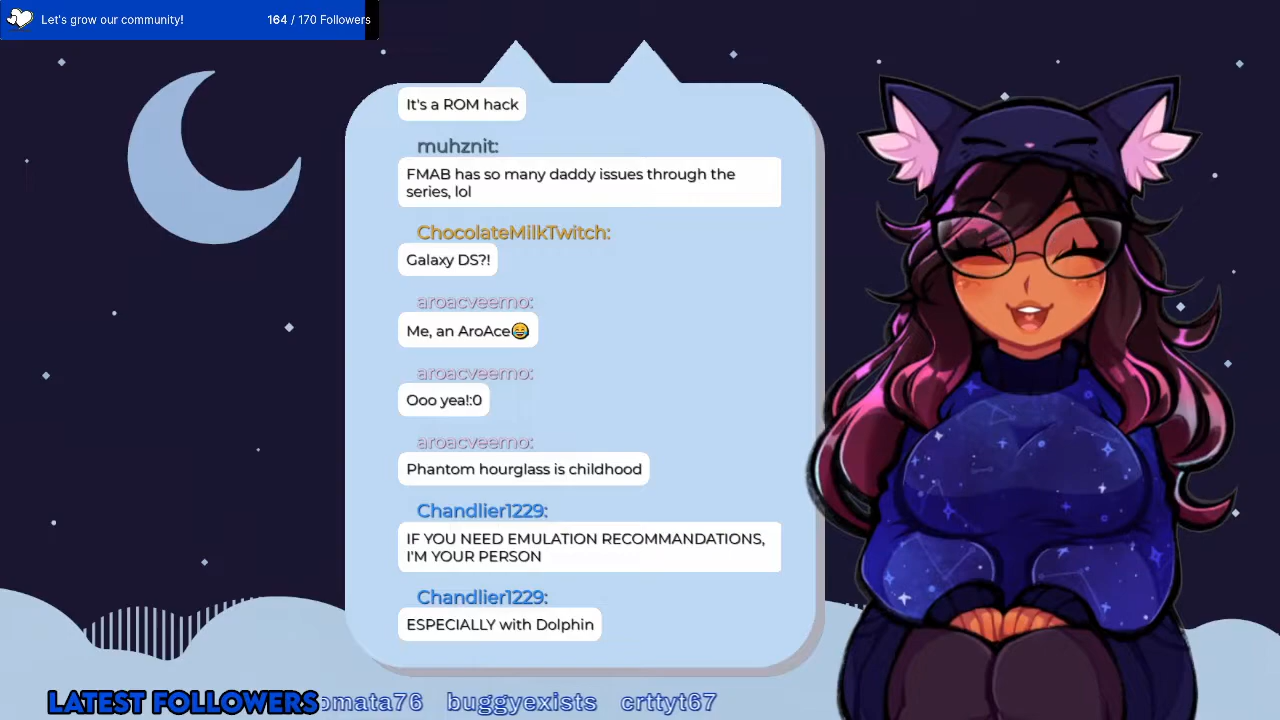 Let's grow our community!
164 / 170 Followers
It's a ROM hack
muhznit:
FMAB has so many daddy issues through the
series, lol
ChocolateMilkTwitch:
Galaxy DS?!
aroacveemo:
Me, an AroAce😂
aroacveemo:
Ooo yea!:0
aroacveemo:
Phantom hourglass is childhood
Chandlier1229:
IF YOU NEED EMULATION RECOMMANDATIONS,
I'M YOUR PERSON
Chandlier1229:
ESPECIALLY with Dolphin
LATEST FOLLOWERS omata76 buggyexists crttyt67